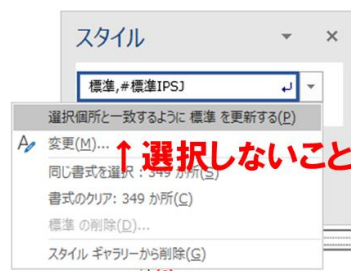 スタイル
標準,#標準IPSJ
選択個所と一致するように 標準 を更新する(P)
変更(M)...
↑選択しないこと
同じ書式を選択: 349 か所(S)
書式のクリア: 349 か所(C)
標準 の削除(D)...
スタイル ギャラリーから削除(G)